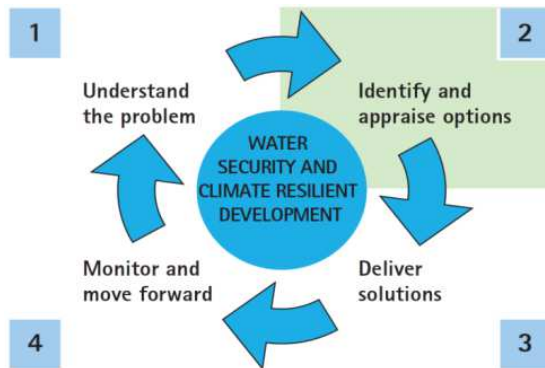 1
2
Understand
the problem
Identify and
appraise options
WATER
SECURITY AND
CLIMATE RESILIENT
DEVELOPMENT
Monitor and
move forward
Deliver
solutions
4
3